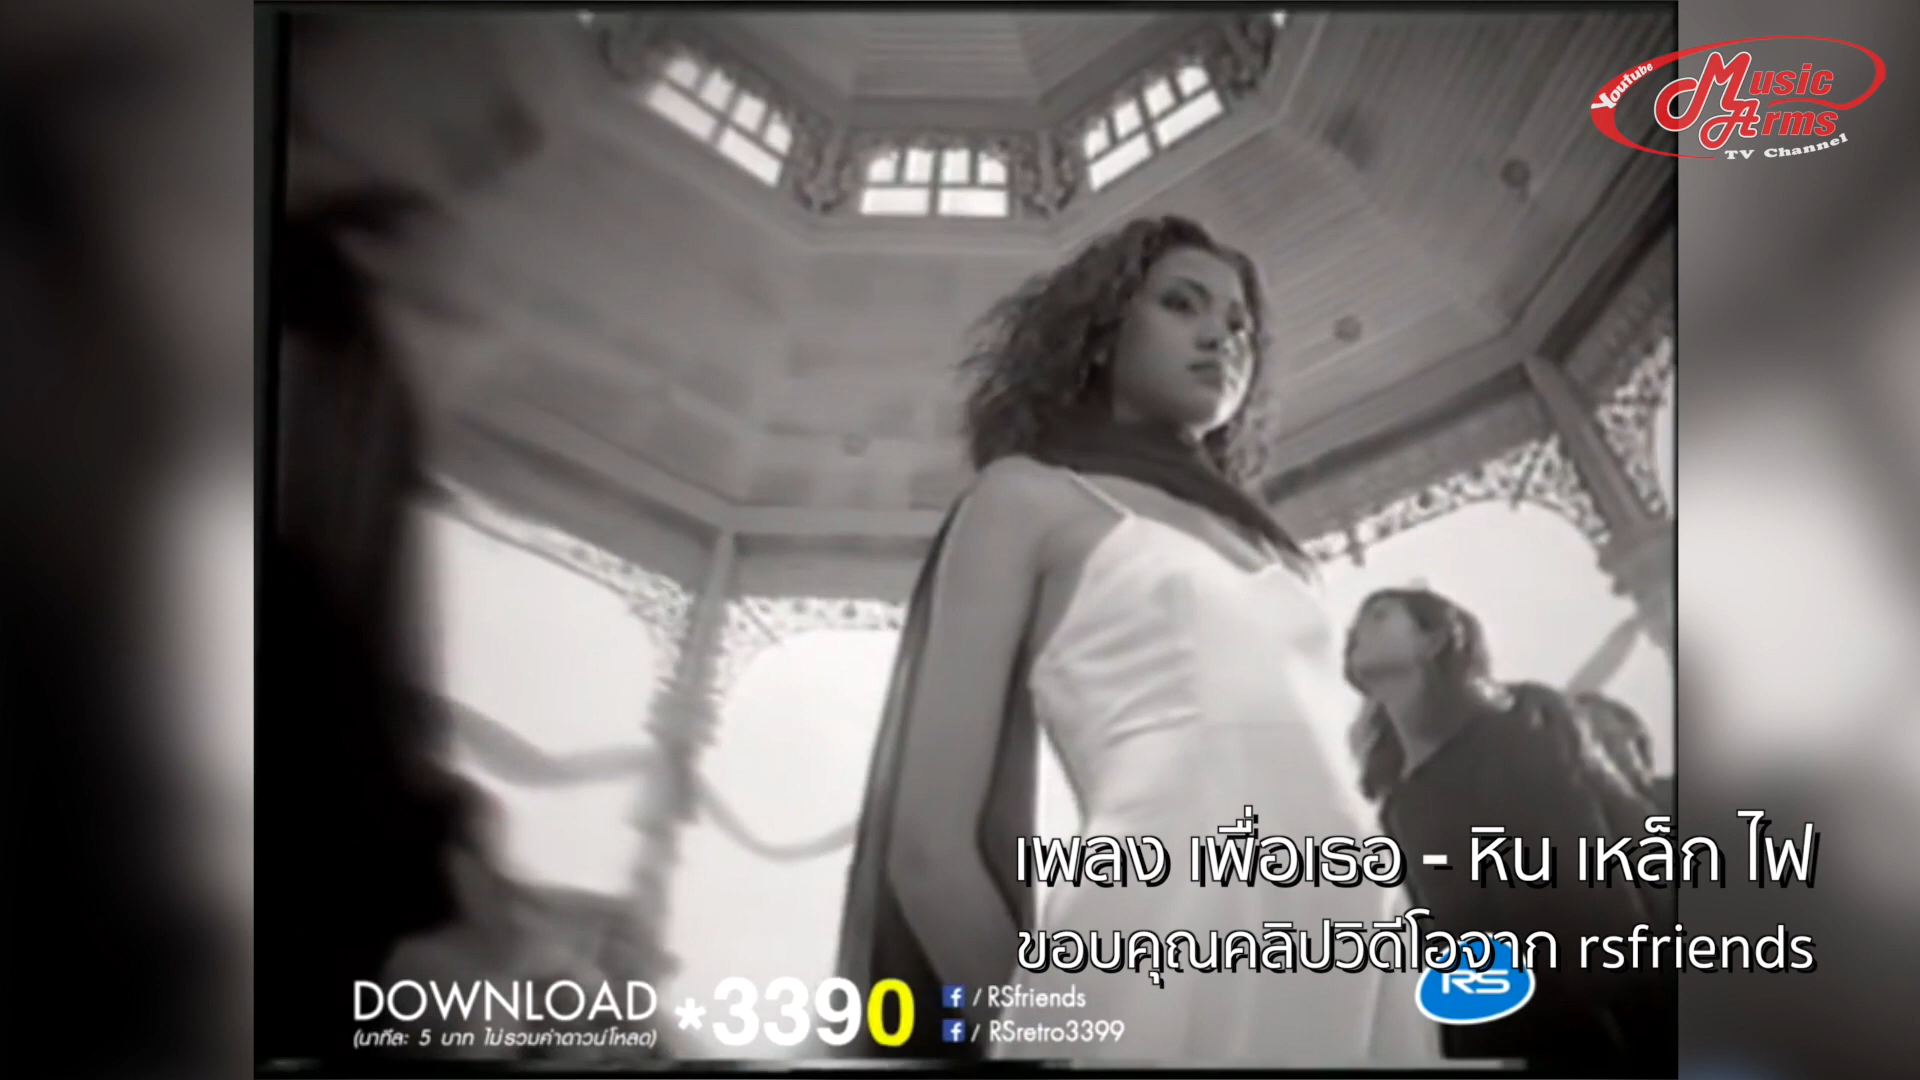 Youtube
Music
Arms
TV Channel
เพลง เพื่อเธอ - หิน เหล็ก ไฟ
ขอบคุณคลิปวิดีโอจาก rsfriends
RS
DOWNLOAD *3390
(นาทีละ 5 บาท ไม่รวมค่าดาวน์โหลด)
f / RSfriends
f / RSretro3399